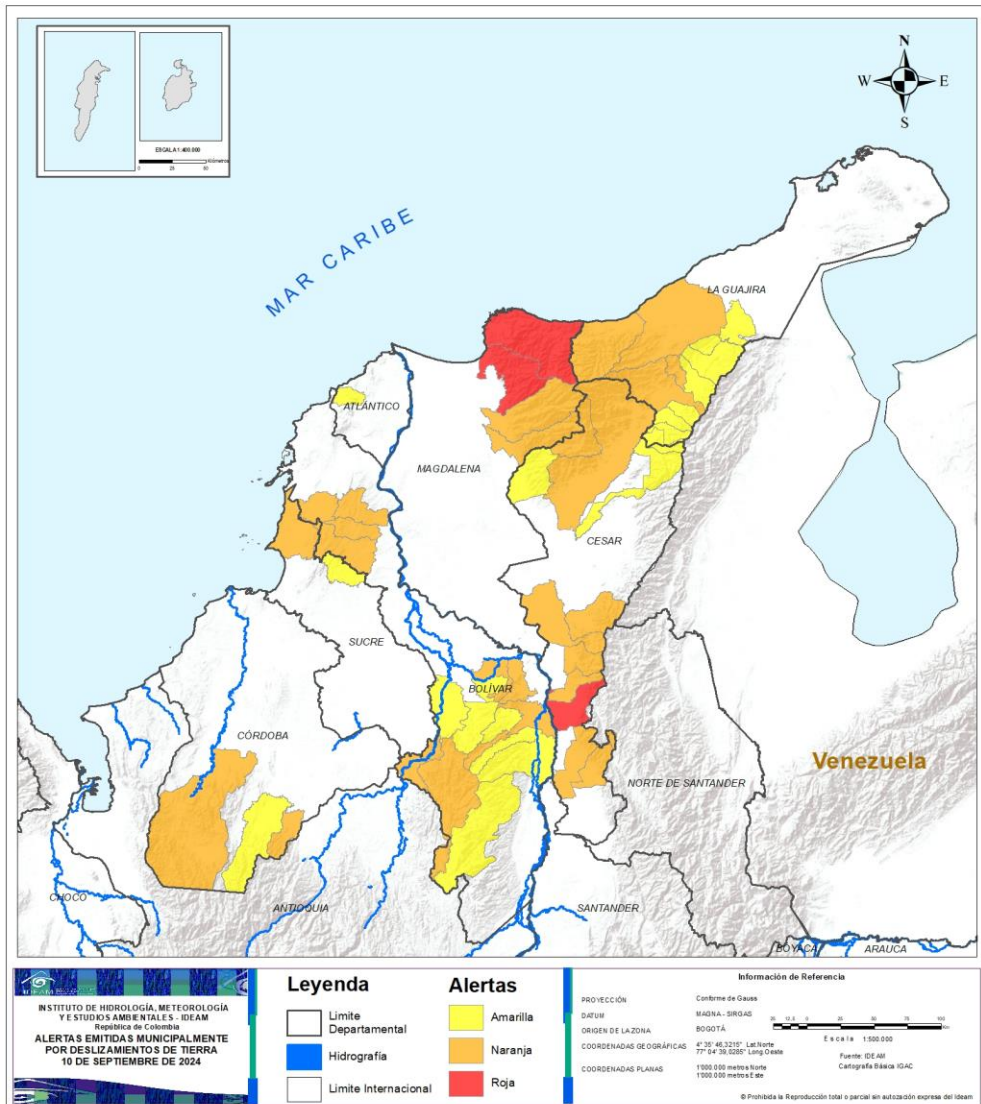 ESCALA 1:400.000
N
W
E
S
MAR CARIBE
LA GUAJIRA
ATLÁNTICO
MAGDALENA
CESAR
SUCRE
BOLÍVAR
CÓRDOBA
Venezuela
NORTE DE SANTANDER
CHOCO
ANTIOQUIA
SANTANDER
BOYACÁ
ARAUCA
IDEAM
INSTITUTO DE HIDROLOGÍA, METEOROLOGÍA
Y ESTUDIOS AMBIENTALES - IDEAM
República de Colombia
ALERTAS EMITIDAS MUNICIPALMENTE
POR DESLIZAMIENTOS DE TIERRA
10 DE SEPTIEMBRE DE 2024
Leyenda
Limite
Departamental
Hidrografía
Limite Internacional
Alertas
Amarilla
Naranja
Roja
Información de Referencia
PROYECCIÓN Conforme de Gauss
DATUM MAGNA - SIRGAS
ORIGEN DE LA ZONA BOGOTÁ
COORDENADAS GEOGRÁFICAS 4° 35' 46,3215" Lat.Norte
77° 04' 39,0285" Long.Oeste
COORDENADAS PLANAS 1'000.000 metros Norte
1'000.000 metros Este
Escala 1:500.000
Fuente: IDEAM
Cartografía Básica IGAC
© Prohibida la Reproducción total o parcial sin autozación expresa del Ideam